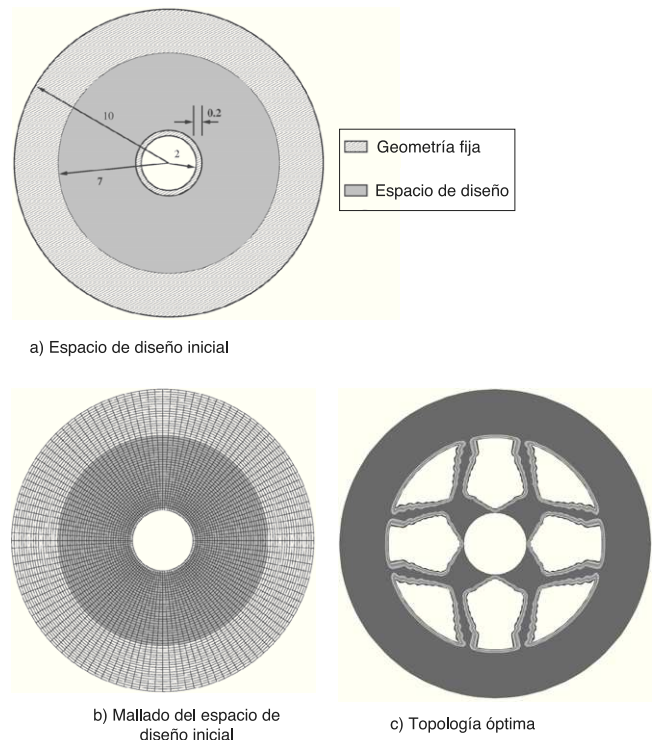 10
0.2
2
7
Geometría fija
Espacio de diseño
a) Espacio de diseño inicial
b) Mallado del espacio de
diseño inicial
c) Topología óptima